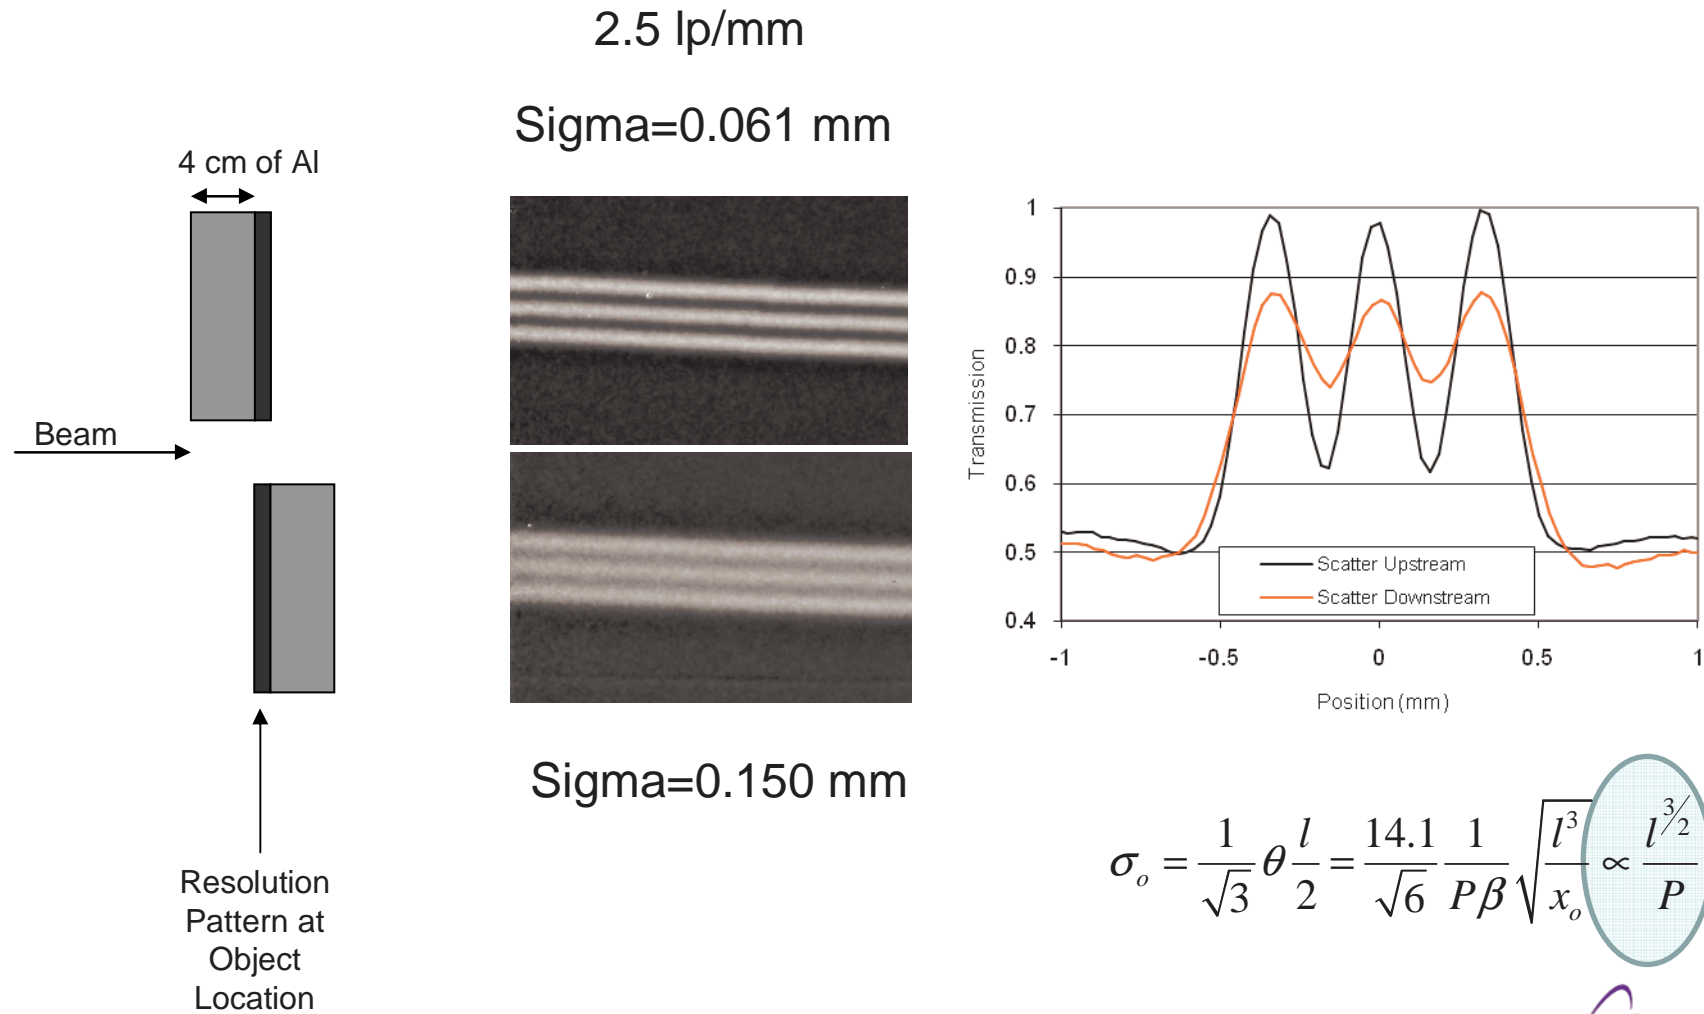 2.5 lp/mm
Sigma=0.061 mm
4 cm of Al
Beam
Resolution
Pattern at
Object
Location
Sigma=0.150 mm
1
0.9
0.8
0.7
0.6
0.5
0.4
Transmission
-1 -0.5 0 0.5 1
Position (mm)
Scatter Upstream
Scatter Downstream
σ_o = 1/√3 θ l/2 = 14.1/√6 1/Pβ √(l^3/x_o) ∝ l^{3/2}/P